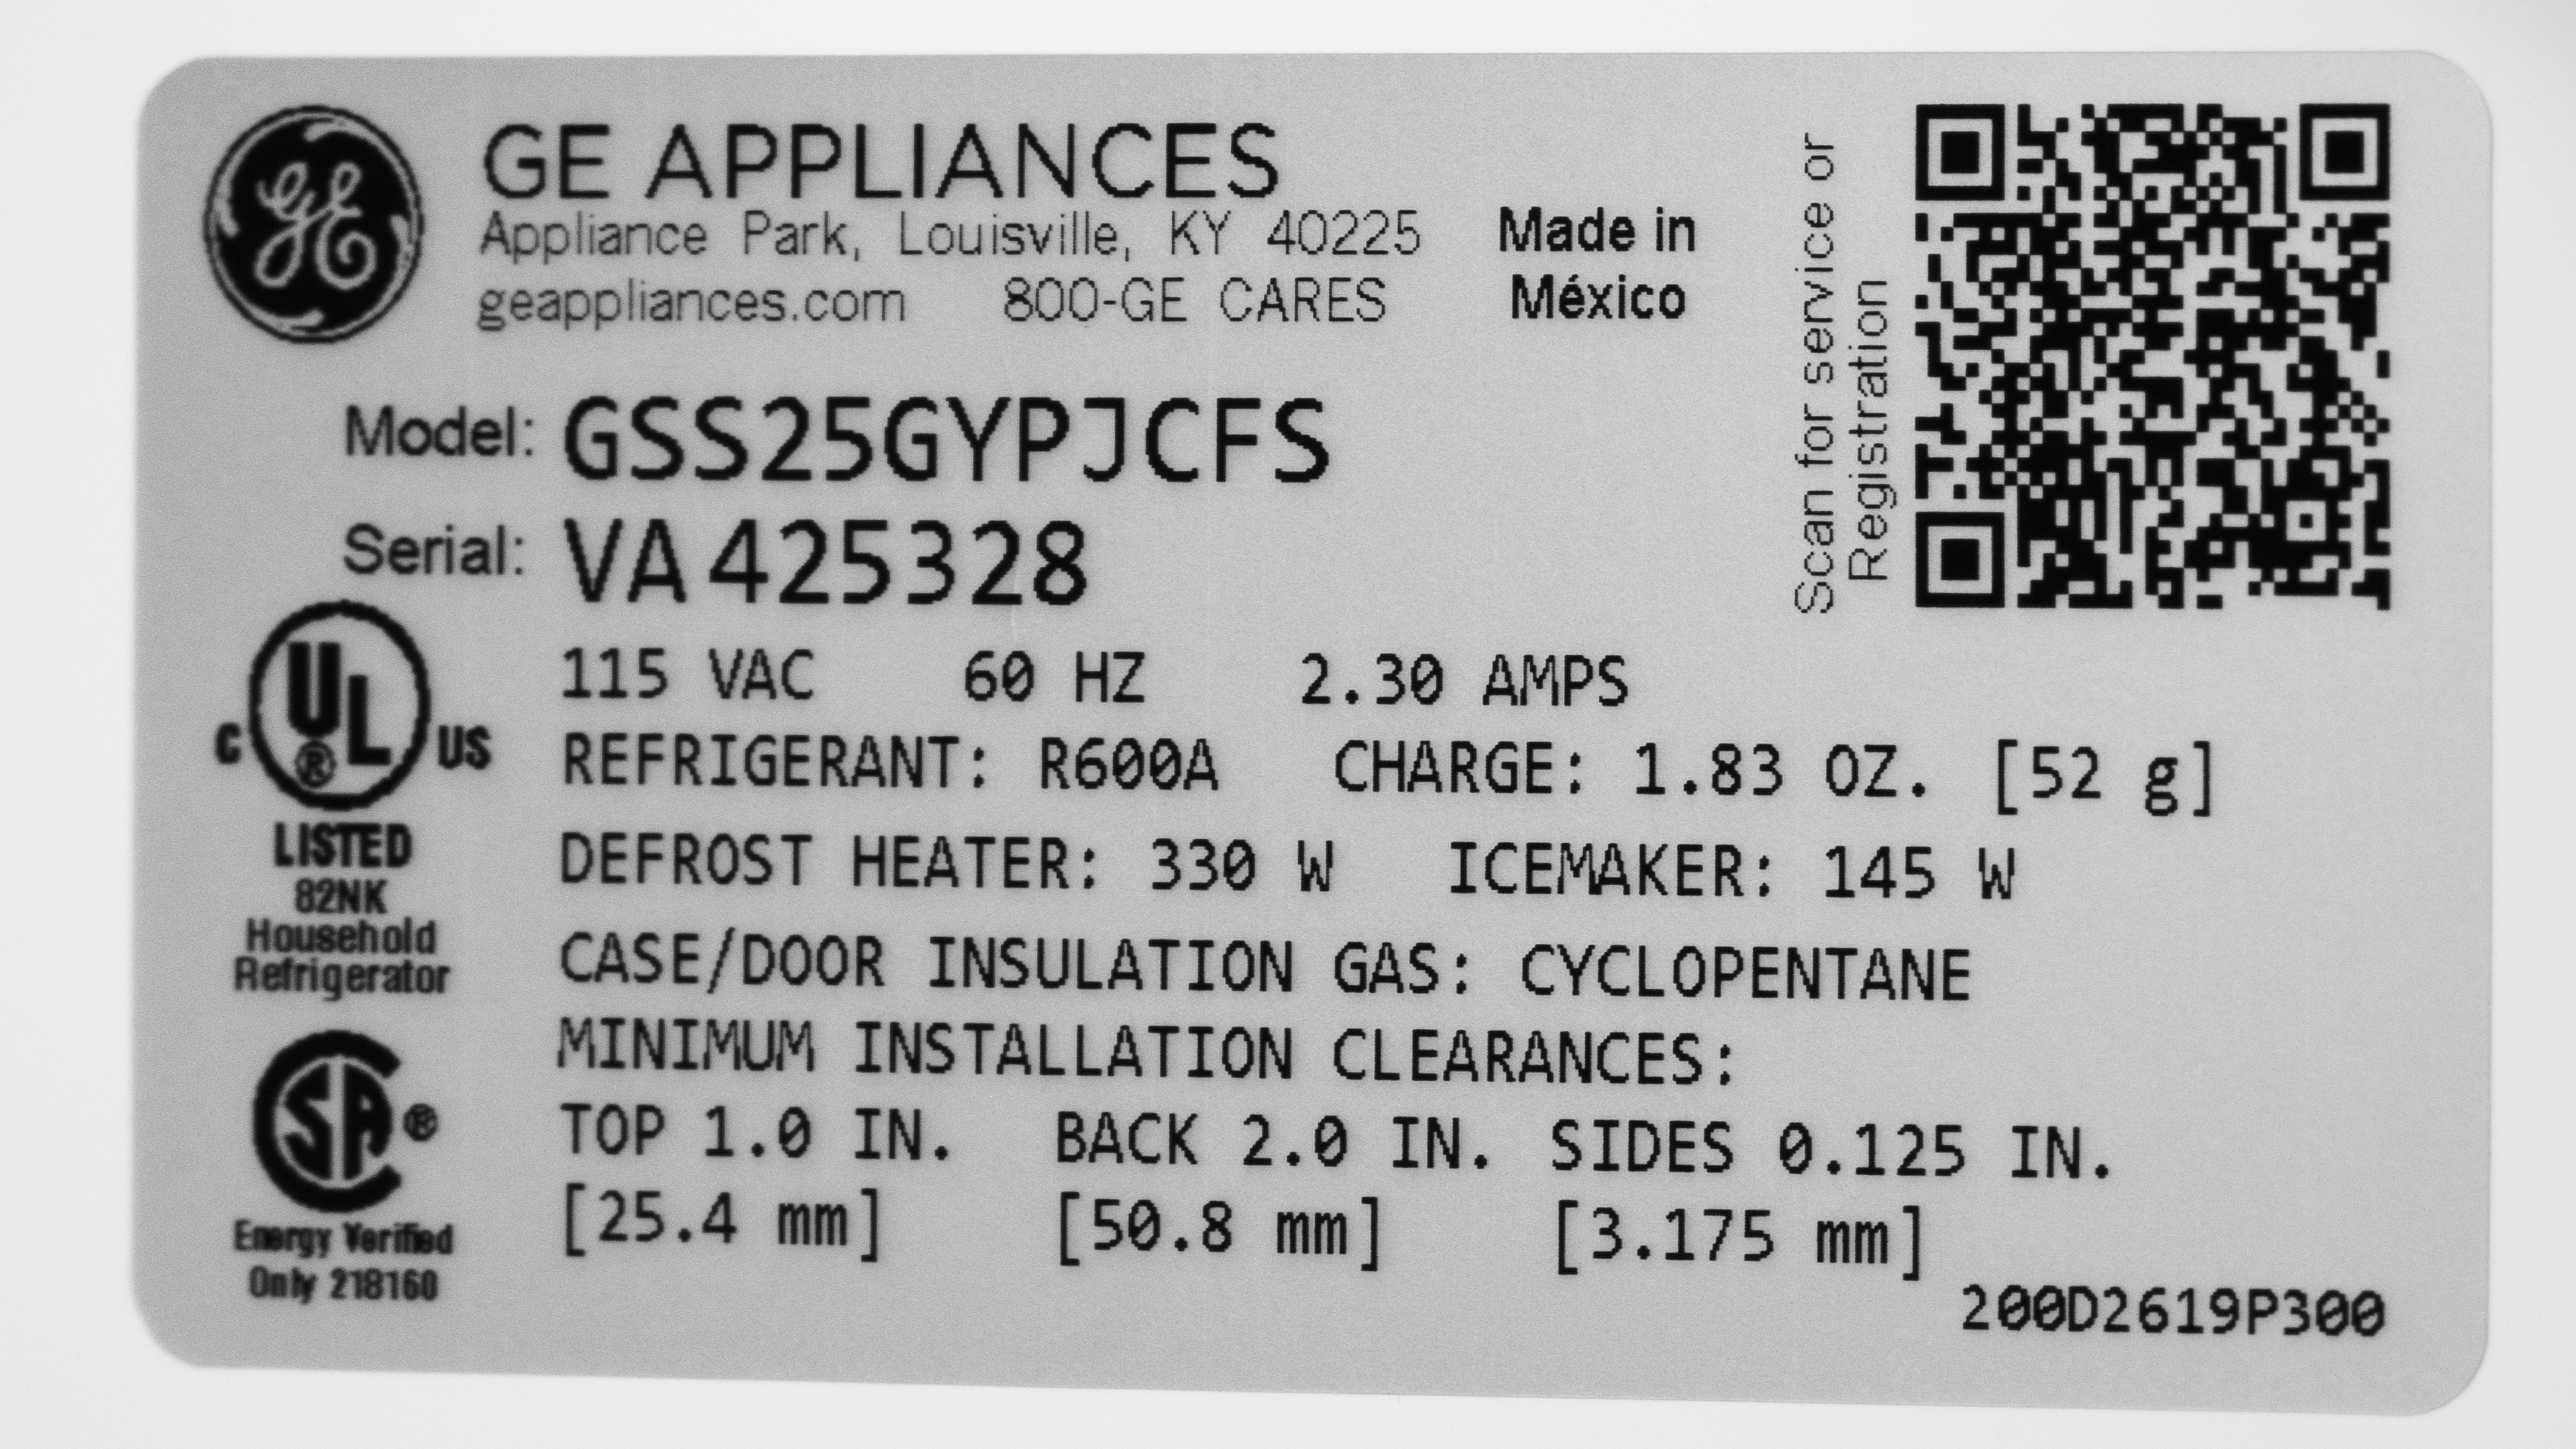 GE
GE APPLIANCES
Appliance Park, Louisville, KY 40225
geappliances.com 800-GE CARES
Made in
México
Scan for service or
Registration
Model: GSS25GYPJCFS
Serial: VA425328
C UL® US
LISTED
82NK
Household
Refrigerator
115 VAC 60 HZ 2.30 AMPS
REFRIGERANT: R600A CHARGE: 1.83 OZ. [52 g]
DEFROST HEATER: 330 W ICEMAKER: 145 W
CASE/DOOR INSULATION GAS: CYCLOPENTANE
MINIMUM INSTALLATION CLEARANCES:
TOP 1.0 IN. BACK 2.0 IN. SIDES 0.125 IN.
[25.4 mm] [50.8 mm] [3.175 mm]
CSA®
Energy Verified
Only 218160
200D2619P300